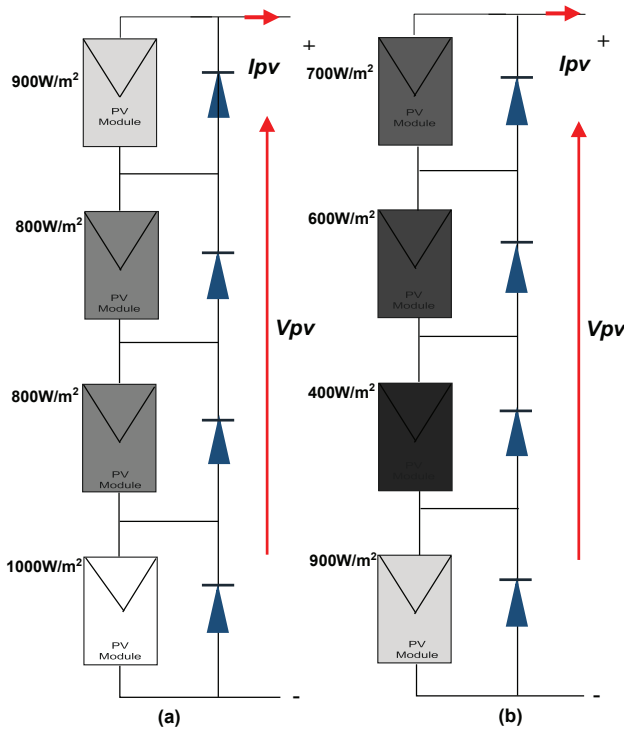 Ipv
+
900W/m²
PV
Module
800W/m²
PV
Module
Vpv
800W/m²
PV
Module
1000W/m²
PV
Module
-
(a)
Ipv
+
700W/m²
PV
Module
600W/m²
PV
Module
Vpv
400W/m²
PV
Module
900W/m²
PV
Module
-
(b)